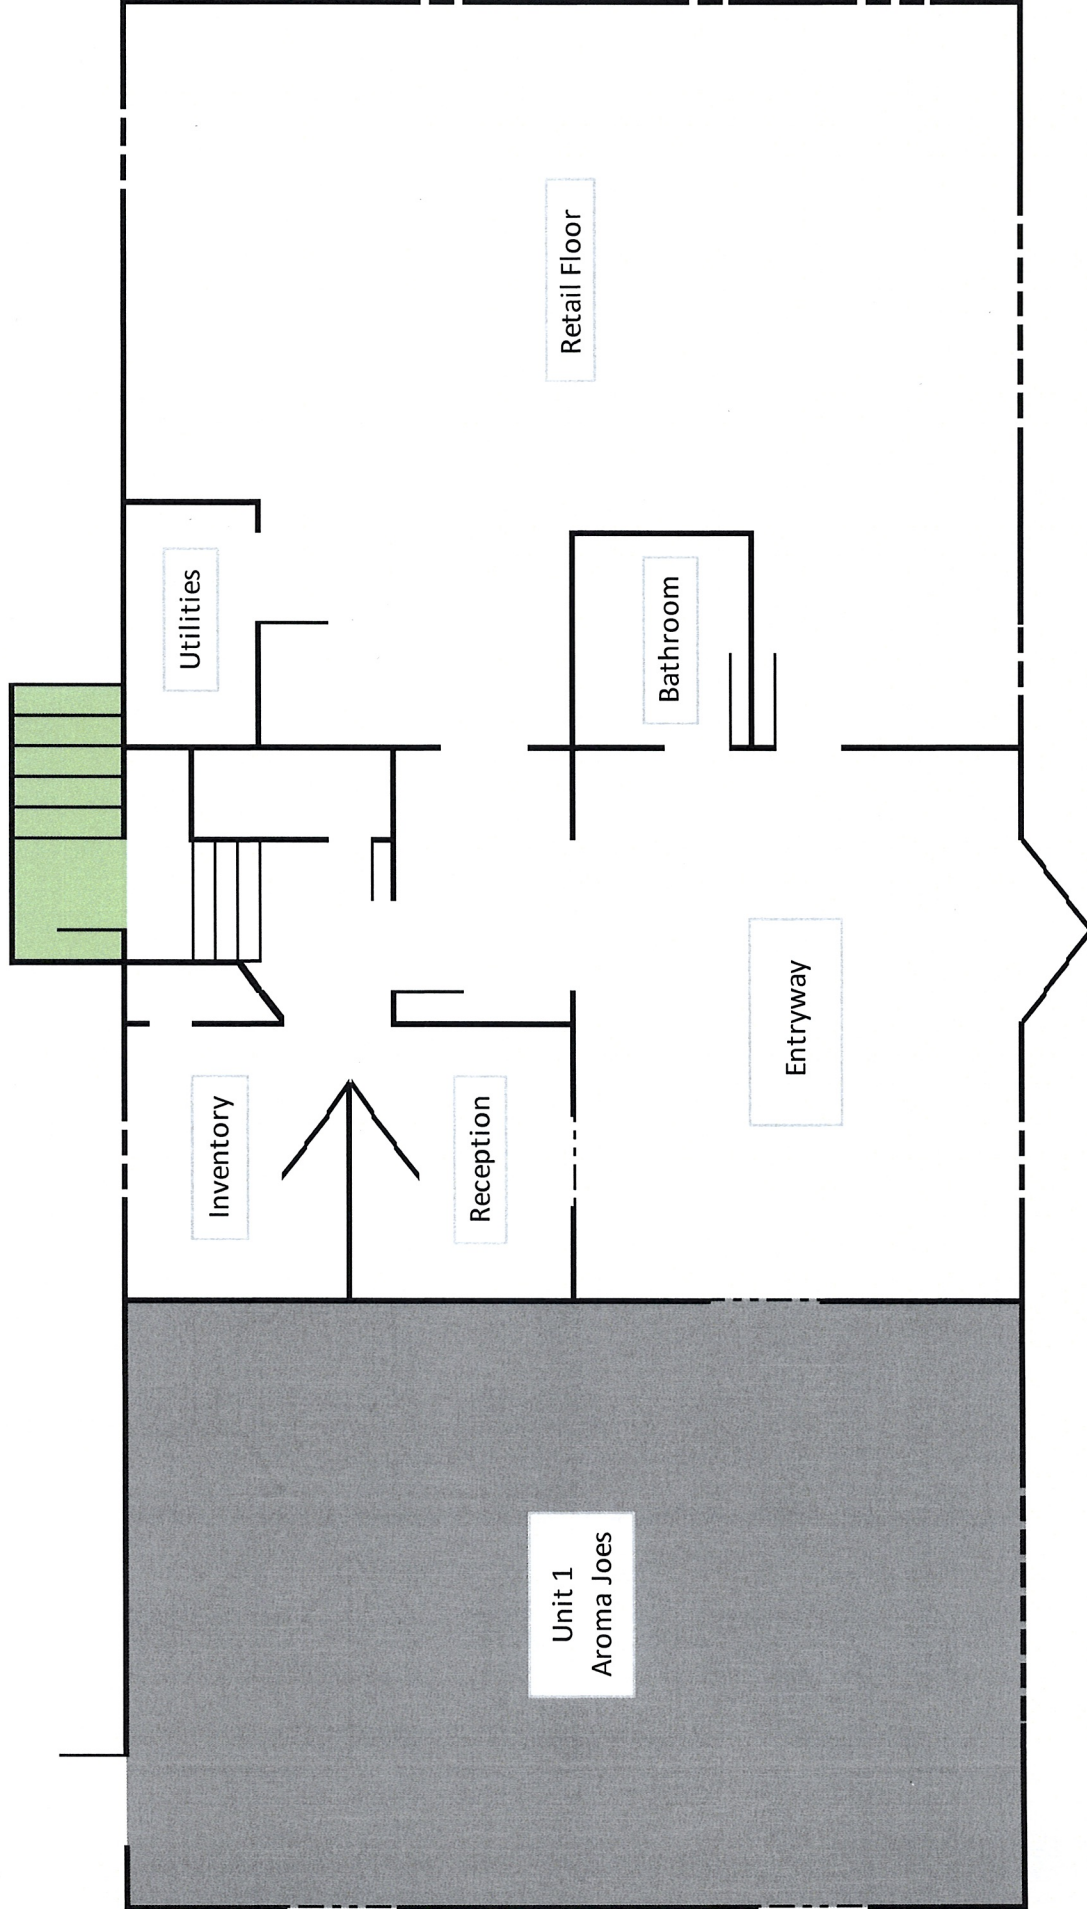 Unit 1
Aroma Joes
Inventory
Reception
Entryway
Utilities
Bathroom
Retail Floor